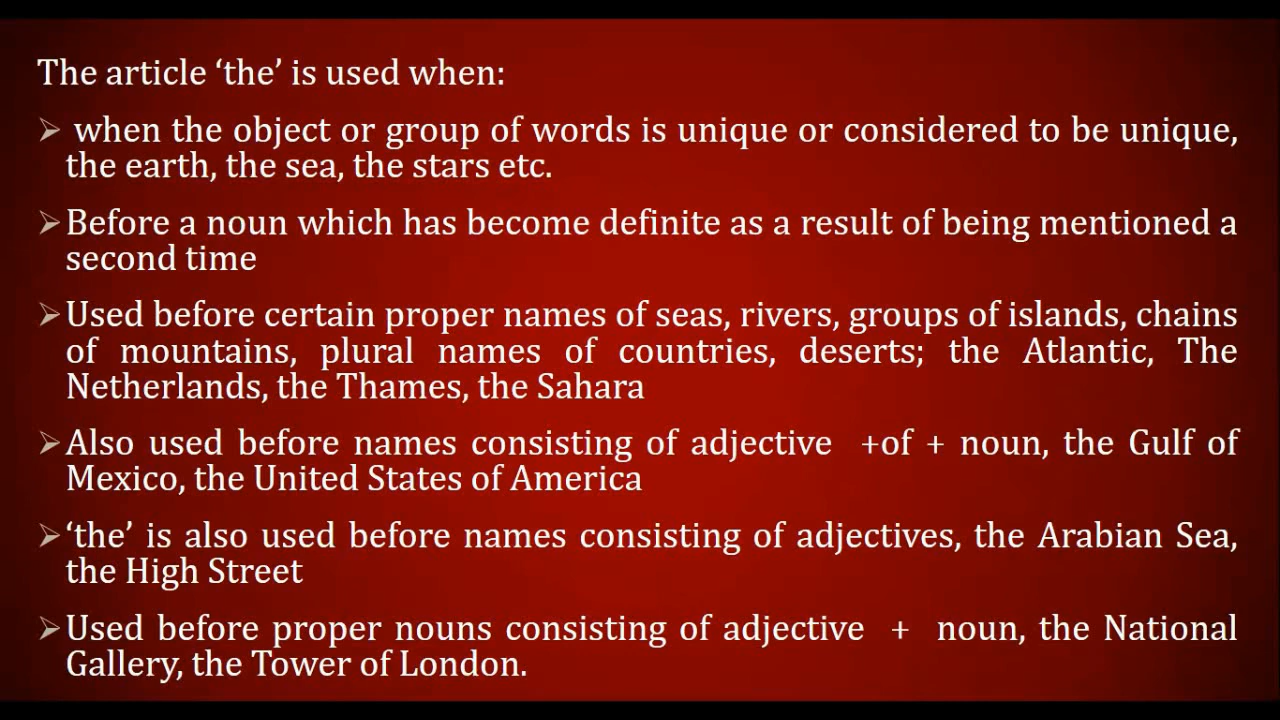 The article ‘the’ is used when:
➢ when the object or group of words is unique or considered to be unique,
the earth, the sea, the stars etc.
➢ Before a noun which has become definite as a result of being mentioned a
second time
➢ Used before certain proper names of seas, rivers, groups of islands, chains
of mountains, plural names of countries, deserts; the Atlantic, The
Netherlands, the Thames, the Sahara
➢ Also used before names consisting of adjective +of + noun, the Gulf of
Mexico, the United States of America
➢ ‘the’ is also used before names consisting of adjectives, the Arabian Sea,
the High Street
➢ Used before proper nouns consisting of adjective + noun, the National
Gallery, the Tower of London.